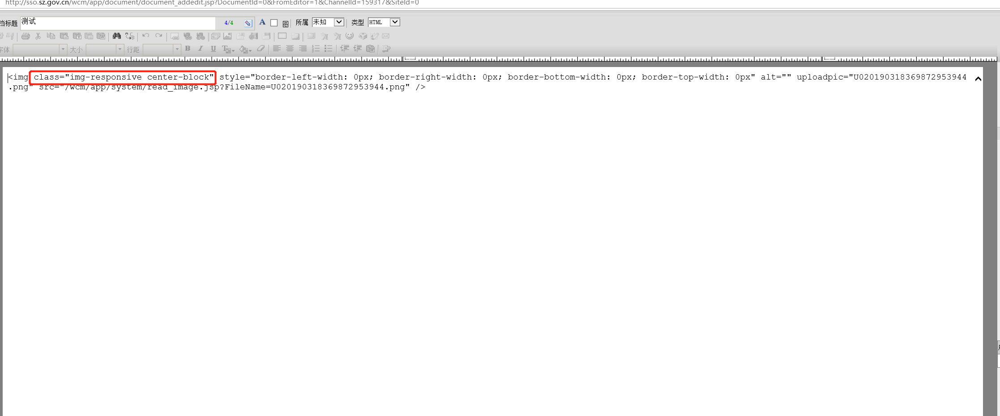 http://sso.sz.gov.cn/wcm/app/document/document_addedit.jsp?DocumentId=0&FromEditor=1&ChannelId=159317&SiteId=0
当标题 测试 4/4 A 图 所属 未知 类型 HTML
字体 大小 行距 B I U T
<img class="img-responsive center-block" style="border-left-width: 0px; border-right-width: 0px; border-bottom-width: 0px; border-top-width: 0px" alt="" uploadpic="U020190318369872953944
.png" src="/wcm/app/system/read_image.jsp?FileName=U020190318369872953944.png" />